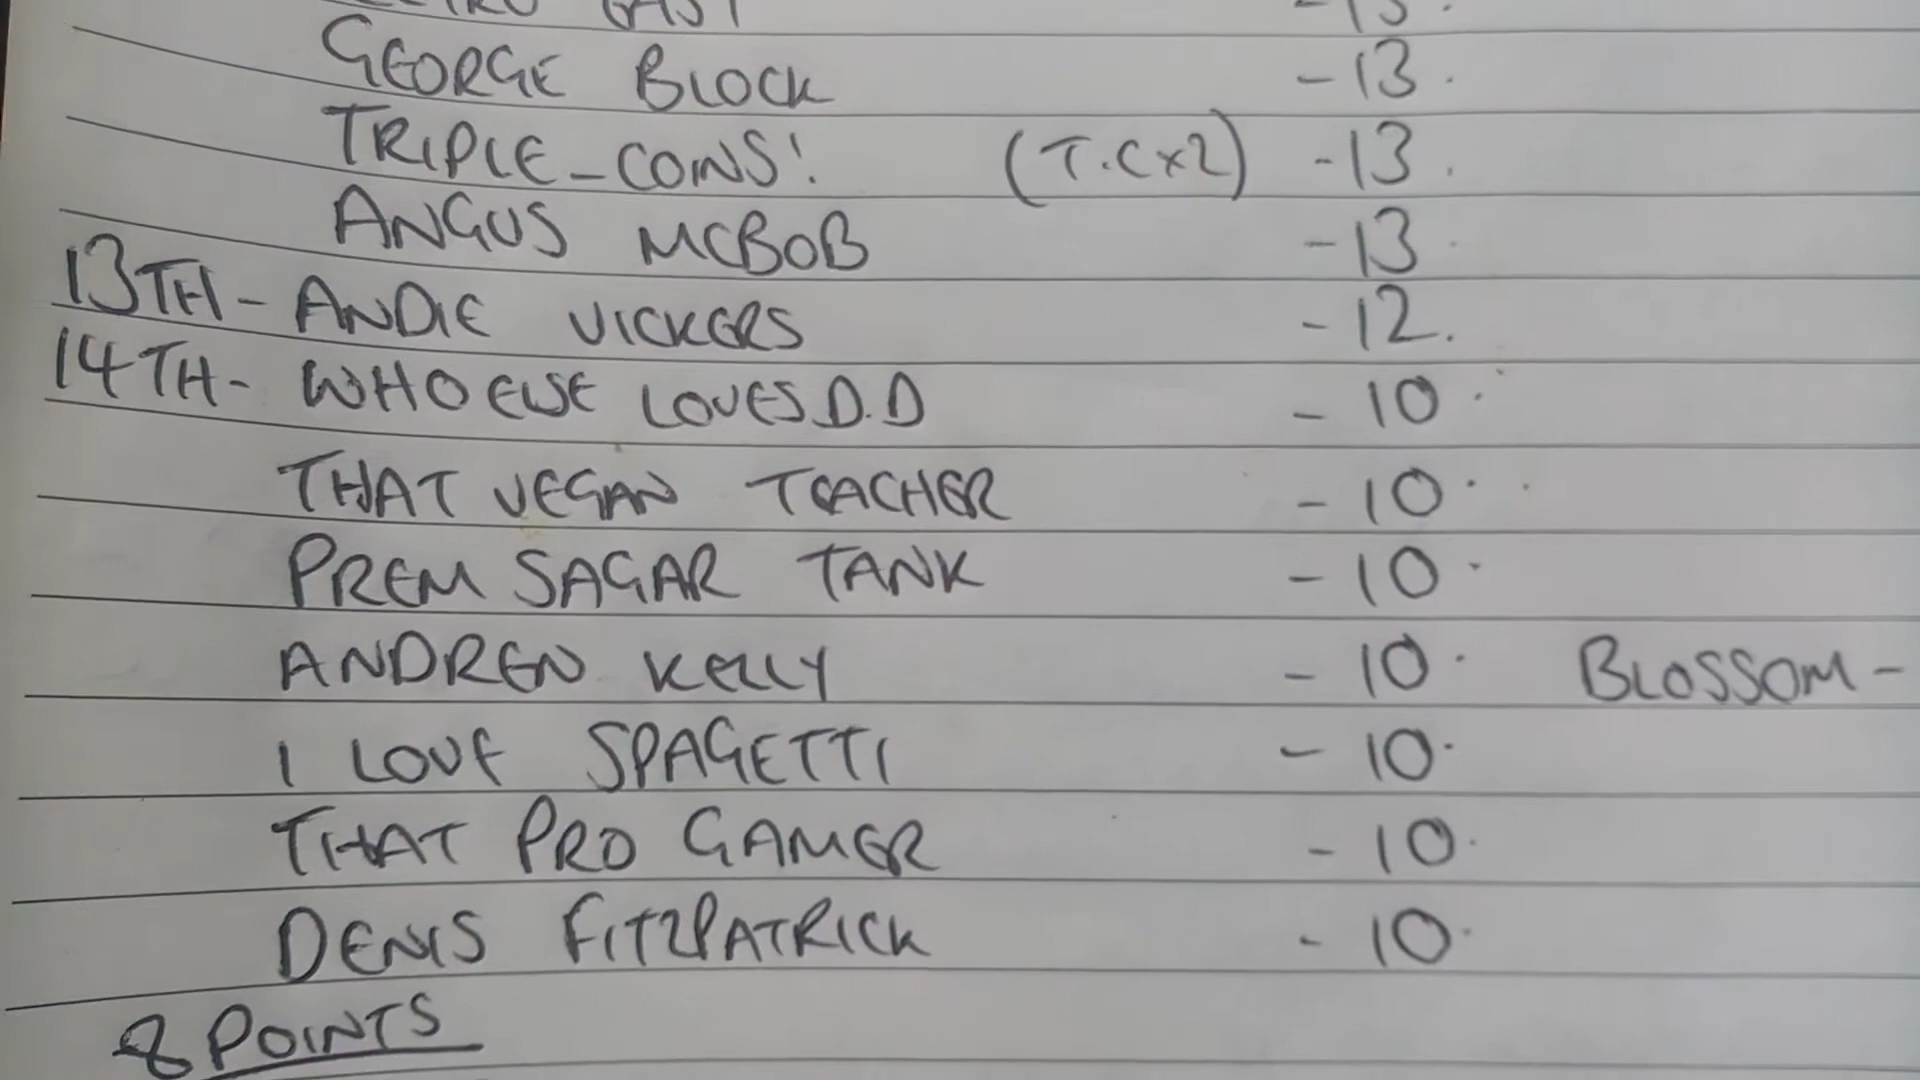 GEORGE BLOCK -13.
TRIPLE-COINS! (T.C x2) -13.
ANGUS MCBOB -13.
13TH- ANDIE VICKERS -12.
14TH- WHO ELSE LOVES D.D - 10.
THAT VEGAN TEACHER - 10.
PREM SAGAR TANK - 10.
ANDREW KELLY - 10. BLOSSOM -
I LOVE SPAGETTI - 10.
THAT PRO GAMER - 10.
DENIS FITZPATRICK - 10.
8 POINTS